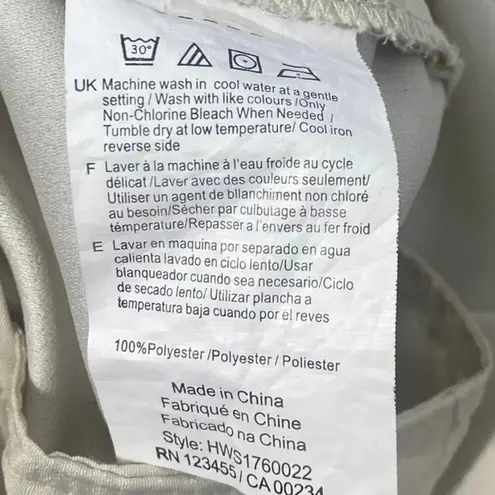 30°
UK Machine wash in cool water at a gentle
setting / Wash with like colours /Only
Non-Chlorine Bleach When Needed /
Tumble dry at low temperature/ Cool iron
reverse side
F Laver à la machine à l'eau froide au cycle
délicat /Laver avec des couleurs seulement/
Utiliser un agent de bllanchiment non chloré
au besoin/Sécher par culbutage à basse
témperature/Repasser a l'envers au fer froid
E Lavar en maquina por separado en agua
calienta lavado en ciclo lento/Usar
blanqueador cuando sea necesario/Ciclo
de secado lento/ Utilizar plancha a
temperatura baja cuando por el reves
100%Polyester /Polyester / Poliester
Made in China
Fabriqué en Chine
Fabricado na China
Style: HWS1760022
RN 123455 / CA 00234